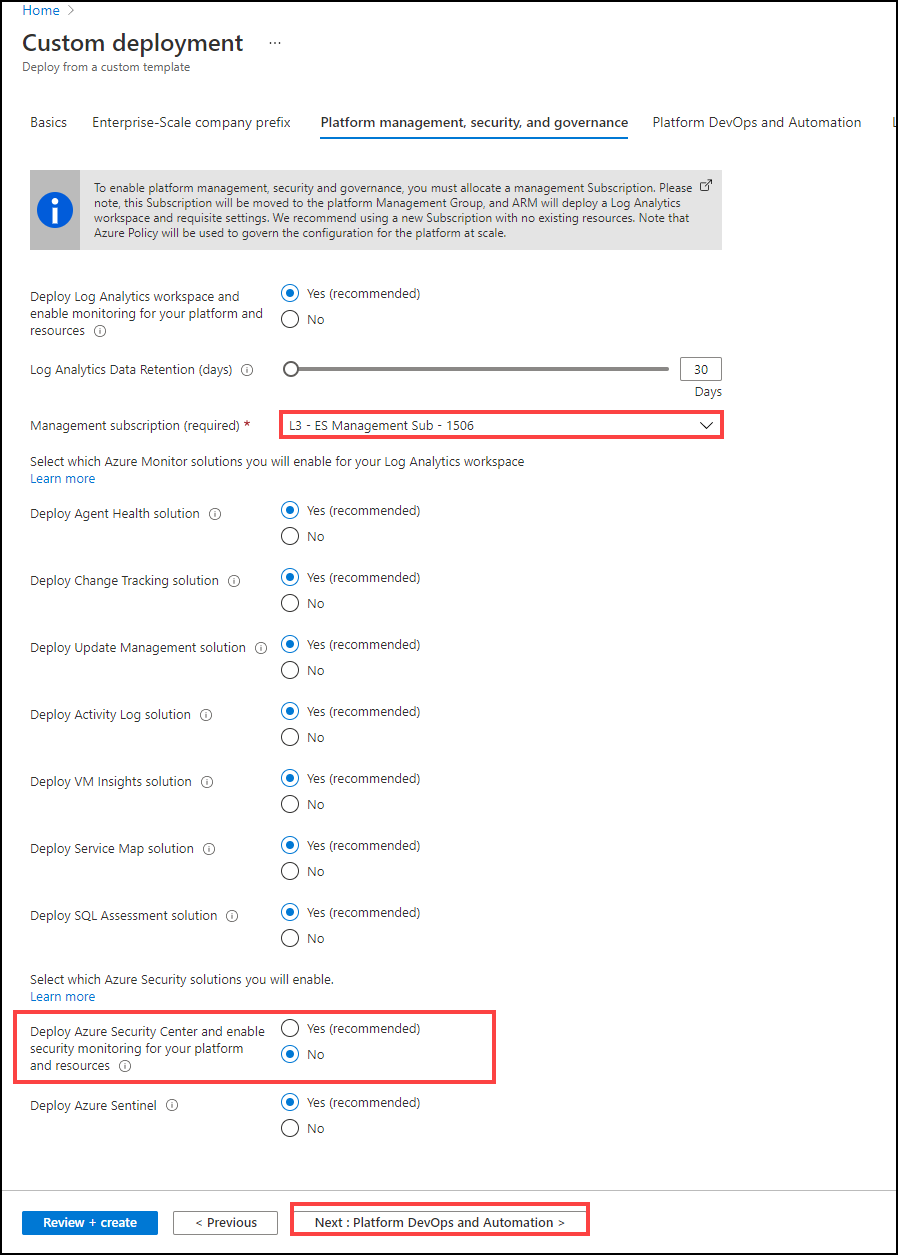 Home >
Custom deployment ...
Deploy from a custom template
Basics Enterprise-Scale company prefix Platform management, security, and governance Platform DevOps and Automation L
To enable platform management, security and governance, you must allocate a management Subscription. Please
note, this Subscription will be moved to the platform Management Group, and ARM will deploy a Log Analytics
workspace and requisite settings. We recommend using a new Subscription with no existing resources. Note that
Azure Policy will be used to govern the configuration for the platform at scale.
Deploy Log Analytics workspace and
enable monitoring for your platform and
resources
Yes (recommended)
No
Log Analytics Data Retention (days)
30
Days
Management subscription (required) *
L3 - ES Management Sub - 1506
Select which Azure Monitor solutions you will enable for your Log Analytics workspace
Learn more
Deploy Agent Health solution
Yes (recommended)
No
Deploy Change Tracking solution
Yes (recommended)
No
Deploy Update Management solution
Yes (recommended)
No
Deploy Activity Log solution
Yes (recommended)
No
Deploy VM Insights solution
Yes (recommended)
No
Deploy Service Map solution
Yes (recommended)
No
Deploy SQL Assessment solution
Yes (recommended)
No
Select which Azure Security solutions you will enable.
Learn more
Deploy Azure Security Center and enable
security monitoring for your platform
and resources
Yes (recommended)
No
Deploy Azure Sentinel
Yes (recommended)
No
Review + create
< Previous
Next : Platform DevOps and Automation >